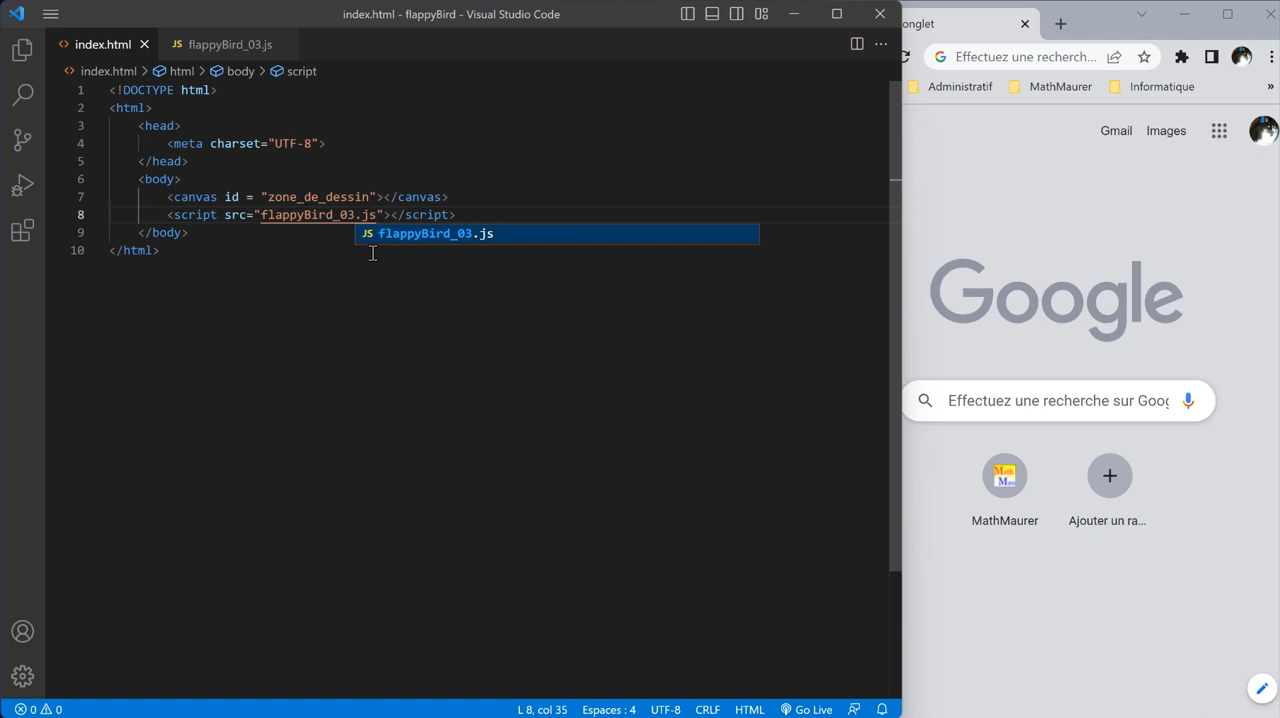 index.html - flappyBird - Visual Studio Code
<> index.html
JS flappyBird_03.js
index.html > html > body > script
1 <!DOCTYPE html>
2 <html>
3 <head>
4 <meta charset="UTF-8">
5 </head>
6 <body>
7 <canvas id = "zone_de_dessin"></canvas>
8 <script src="flappyBird_03.js"></script>
JS flappyBird_03.js
9 </body>
10 </html>
0 0
L 8, col 35
Espaces : 4
UTF-8
CRLF
HTML
Go Live
onglet
G Effectuez une recherch...
Administratif
MathMaurer
Informatique
»
Gmail
Images
Google
Effectuez une recherche sur Goog
Math
Mau
MathMaurer
Ajouter un ra...